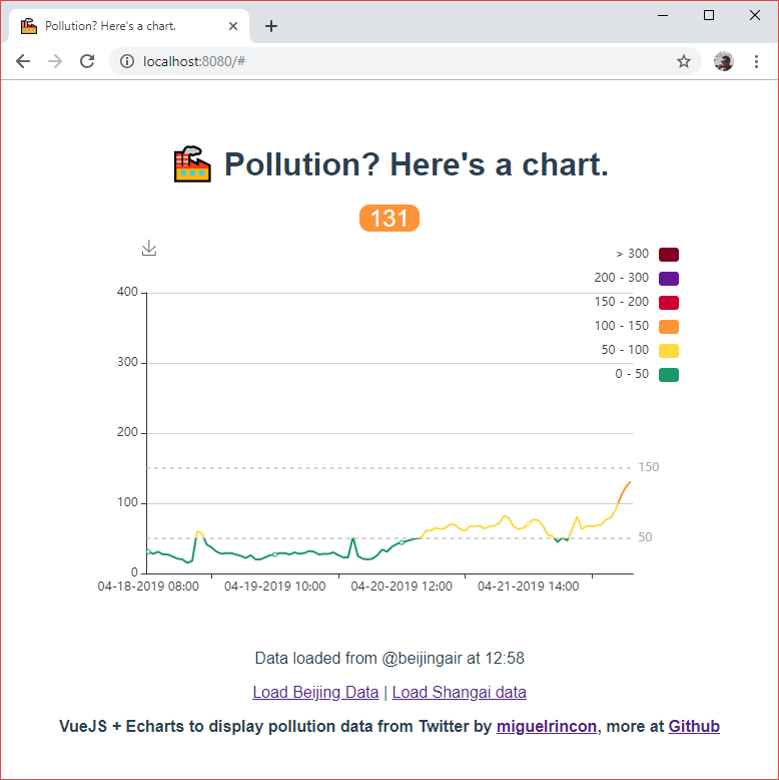 Pollution? Here's a chart.
localhost:8080/#
Pollution? Here's a chart.
131
> 300
200 - 300
150 - 200
100 - 150
50 - 100
0 - 50
400
300
200
150
100
50
0
04-18-2019 08:00 04-19-2019 10:00 04-20-2019 12:00 04-21-2019 14:00
Data loaded from @beijingair at 12:58
Load Beijing Data | Load Shangai data
VueJS + Echarts to display pollution data from Twitter by miguelrincon, more at Github